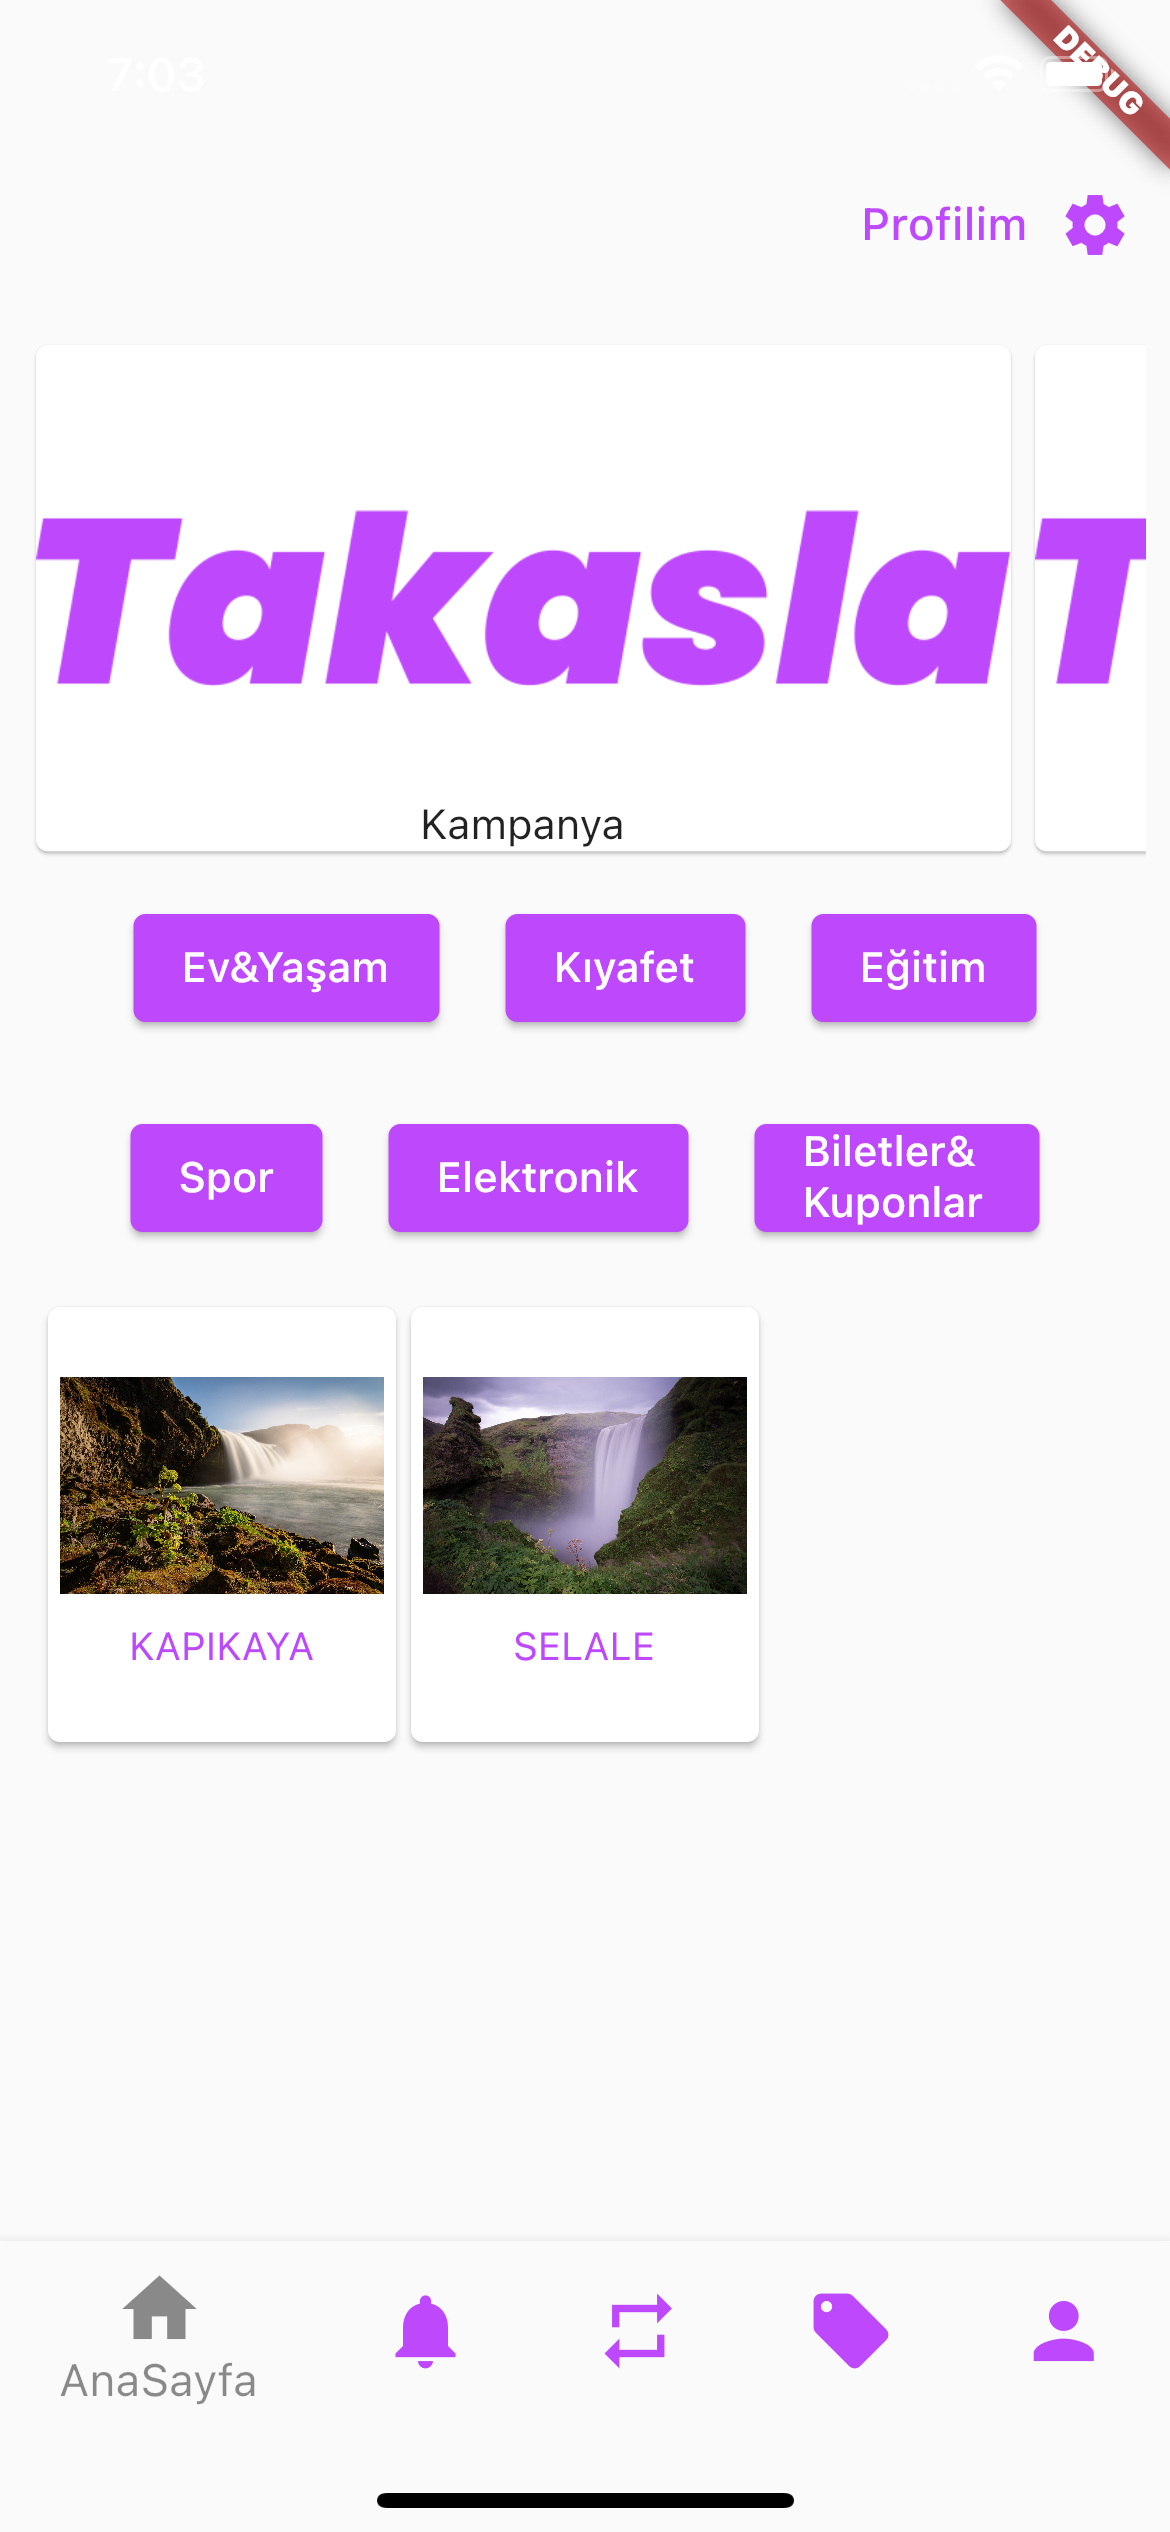 7:03
DEBUG
Profilim
Takasla
T
Kampanya
Ev&Yaşam
Kıyafet
Eğitim
Spor
Elektronik
Biletler&
Kuponlar
KAPIKAYA
SELALE
AnaSayfa